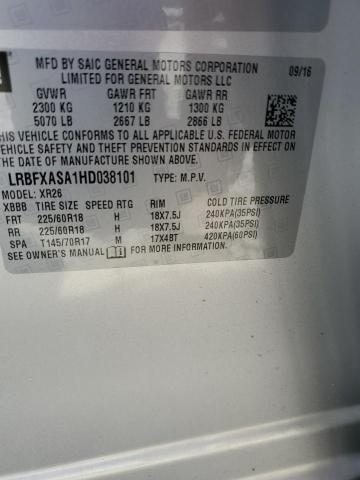 MFD BY SAIC GENERAL MOTORS CORPORATION 09/16
LIMITED FOR GENERAL MOTORS LLC
GVWR GAWR FRT GAWR RR
2300 KG 1210 KG 1300 KG
5070 LB 2667 LB 2866 LB
THIS VEHICLE CONFORMS TO ALL APPLICABLE U.S. FEDERAL MOTOR
VEHICLE SAFETY AND THEFT PREVENTION STANDARDS IN EFFECT ON
THE DATE OF MANUFACTURE SHOWN ABOVE.
LRBFXASA1HD038101 TYPE: M.P.V.
MODEL: XR26
XBBB TIRE SIZE SPEED RTG RIM COLD TIRE PRESSURE
FRT 225/60R18 H 18X7.5J 240KPA(35PSI)
RR 225/60R18 H 18X7.5J 240KPA(35PSI)
SPA T145/70R17 M 17X4BT 420KPA(60PSI)
SEE OWNER'S MANUAL FOR MORE INFORMATION